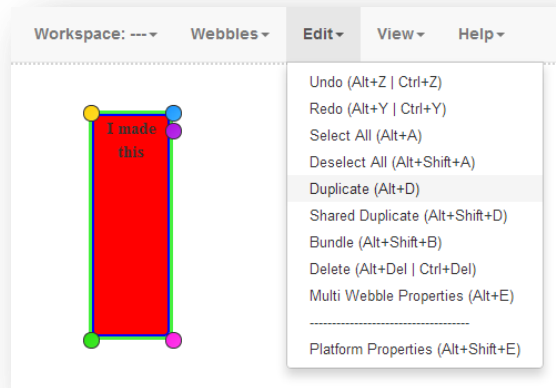 Workspace: --- Webbles Edit View Help
I made
this
Undo (Alt+Z | Ctrl+Z)
Redo (Alt+Y | Ctrl+Y)
Select All (Alt+A)
Deselect All (Alt+Shift+A)
Duplicate (Alt+D)
Shared Duplicate (Alt+Shift+D)
Bundle (Alt+Shift+B)
Delete (Alt+Del | Ctrl+Del)
Multi Webble Properties (Alt+E)
-----------------------------------
Platform Properties (Alt+Shift+E)